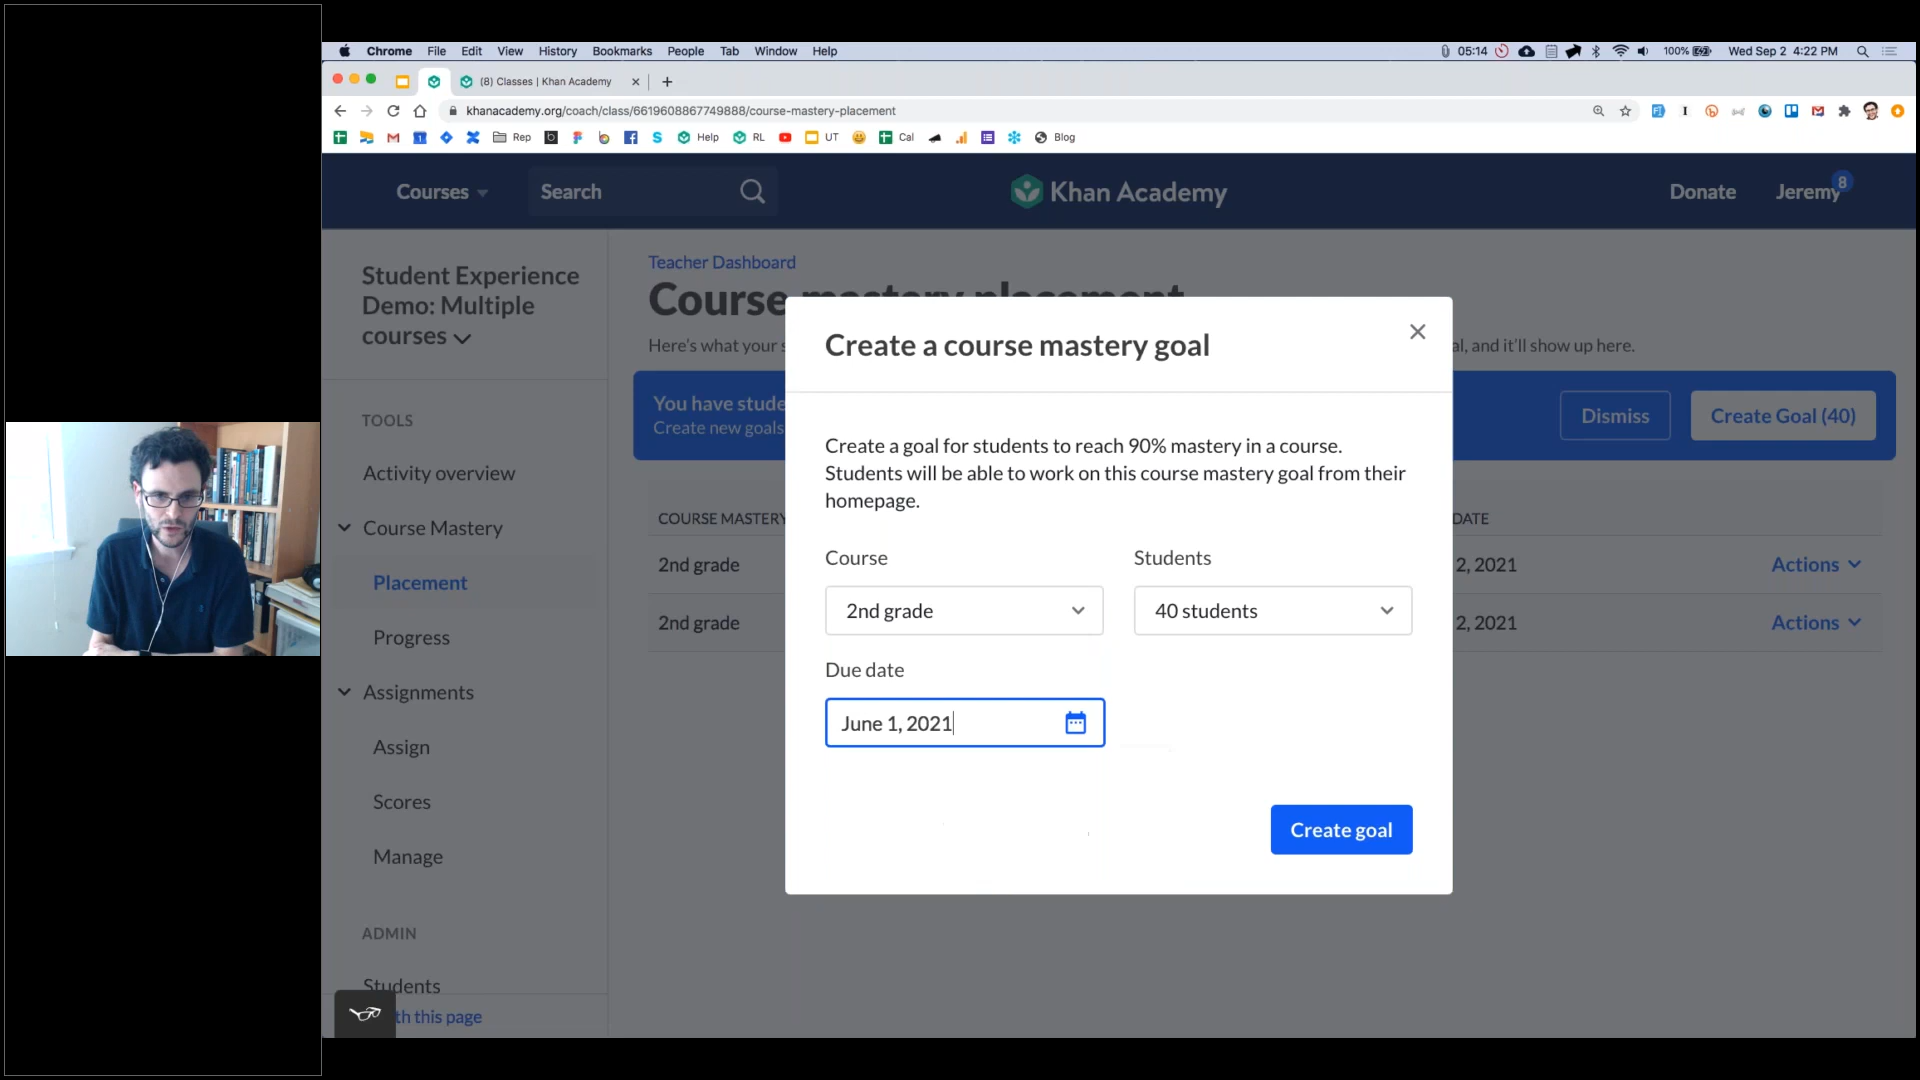 Chrome File Edit View History Bookmarks People Tab Window Help
05:14 100% Wed Sep 2 4:22 PM
(8) Classes | Khan Academy
khanacademy.org/coach/class/6619608867749888/course-mastery-placement
Rep Help RL UT Cal Blog
Courses Search Khan Academy Donate Jeremy 8
Student Experience
Demo: Multiple
courses
TOOLS
Activity overview
Course Mastery
Placement
Progress
Assignments
Assign
Scores
Manage
ADMIN
Students
th this page
Teacher Dashboard
Course mastery placement
Here's what your s
al, and it'll show up here.
You have stude
Create new goals
Dismiss
Create Goal (40)
COURSE MASTERY
DATE
2nd grade
2, 2021
Actions
2nd grade
2, 2021
Actions
Create a course mastery goal
Create a goal for students to reach 90% mastery in a course.
Students will be able to work on this course mastery goal from their
homepage.
Course
Students
2nd grade
40 students
Due date
June 1, 2021
Create goal